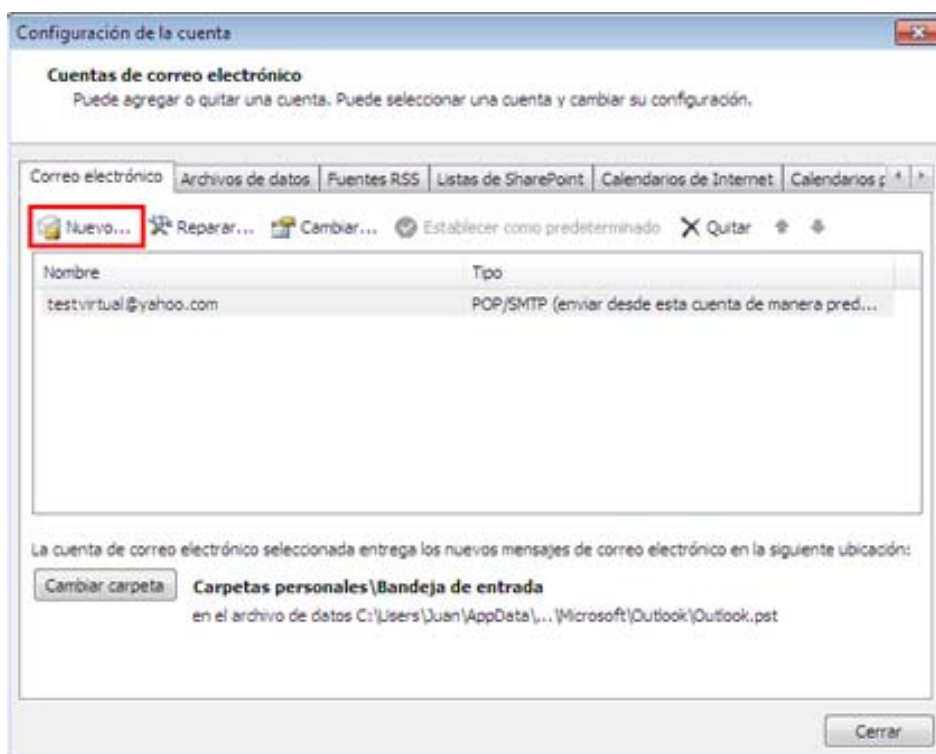 Configuración de la cuenta
Cuentas de correo electrónico
Puede agregar o quitar una cuenta. Puede seleccionar una cuenta y cambiar su configuración.
Correo electrónico Archivos de datos Fuentes RSS Listas de SharePoint Calendarios de Internet Calendarios p
Nuevo... Reparar... Cambiar... Establecer como predeterminado Quitar
Nombre Tipo
testvirtual@yahoo.com POP/SMTP (enviar desde esta cuenta de manera pred...
La cuenta de correo electrónico seleccionada entrega los nuevos mensajes de correo electrónico en la siguiente ubicación:
Cambiar carpeta Carpetas personales\Bandeja de entrada
en el archivo de datos C:\Users\Juan\AppData\...\Microsoft\Outlook\Outlook.pst
Cerrar